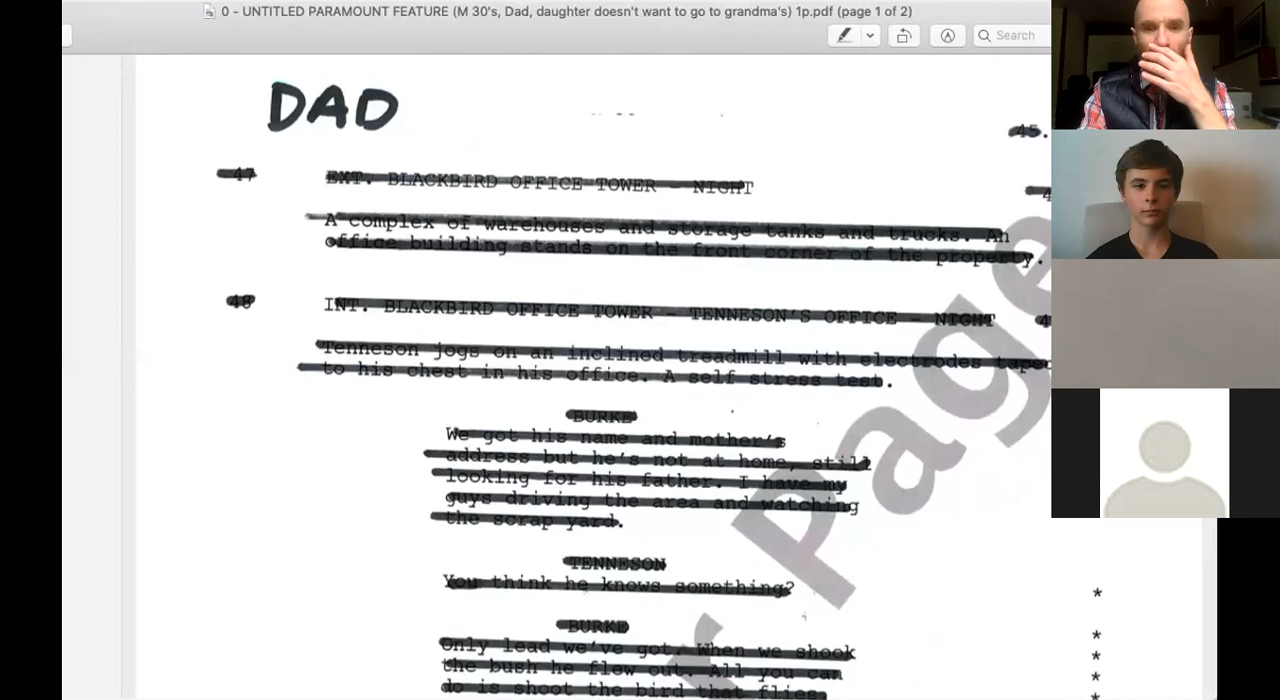 0 - UNTITLED PARAMOUNT FEATURE (M 30's, Dad, daughter doesn't want to go to grandma's) 1p.pdf (page 1 of 2)
Search
DAD
45.
47 EXT. BLACKBIRD OFFICE TOWER - NIGHT 4
A complex of warehouses and storage tanks and trucks. An
office building stands on the front corner of the property.
48 INT. BLACKBIRD OFFICE TOWER - TENNESON'S OFFICE - NIGHT 4
Tenneson jogs on an inclined treadmill with electrodes taped
to his chest in his office. A self stress test.
BURKE
We got his name and mother's
address but he's not at home, still
looking for his father. I have my
guys driving the area and watching
the scrap yard.
TENNESON
You think he knows something? *
BURKE *
Only lead we've got. When we shook *
the bush he flew out. All you can *
do is shoot the bird that flies. *
r Page